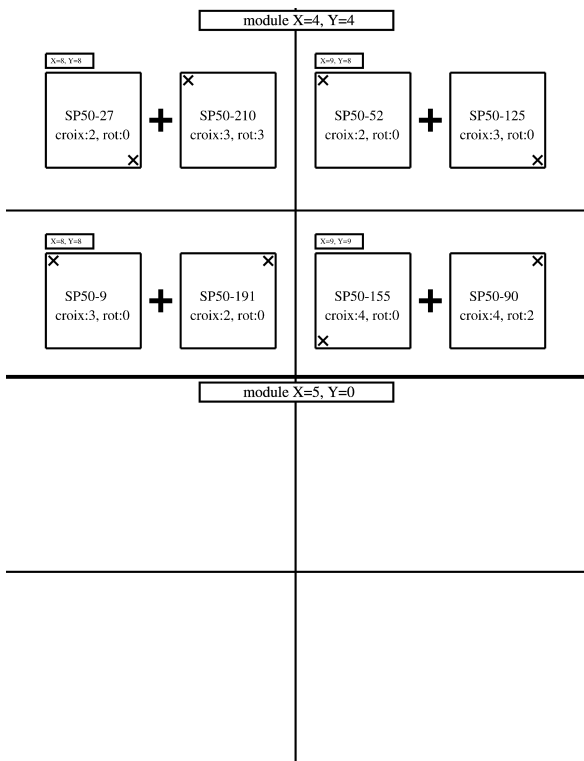 module X=4, Y=4
X=8, Y=8
SP50-27
croix:2, rot:0
SP50-210
croix:3, rot:3
X=9, Y=8
SP50-52
croix:2, rot:0
SP50-125
croix:3, rot:0
X=8, Y=8
SP50-9
croix:3, rot:0
SP50-191
croix:2, rot:0
X=9, Y=9
SP50-155
croix:4, rot:0
SP50-90
croix:4, rot:2
module X=5, Y=0